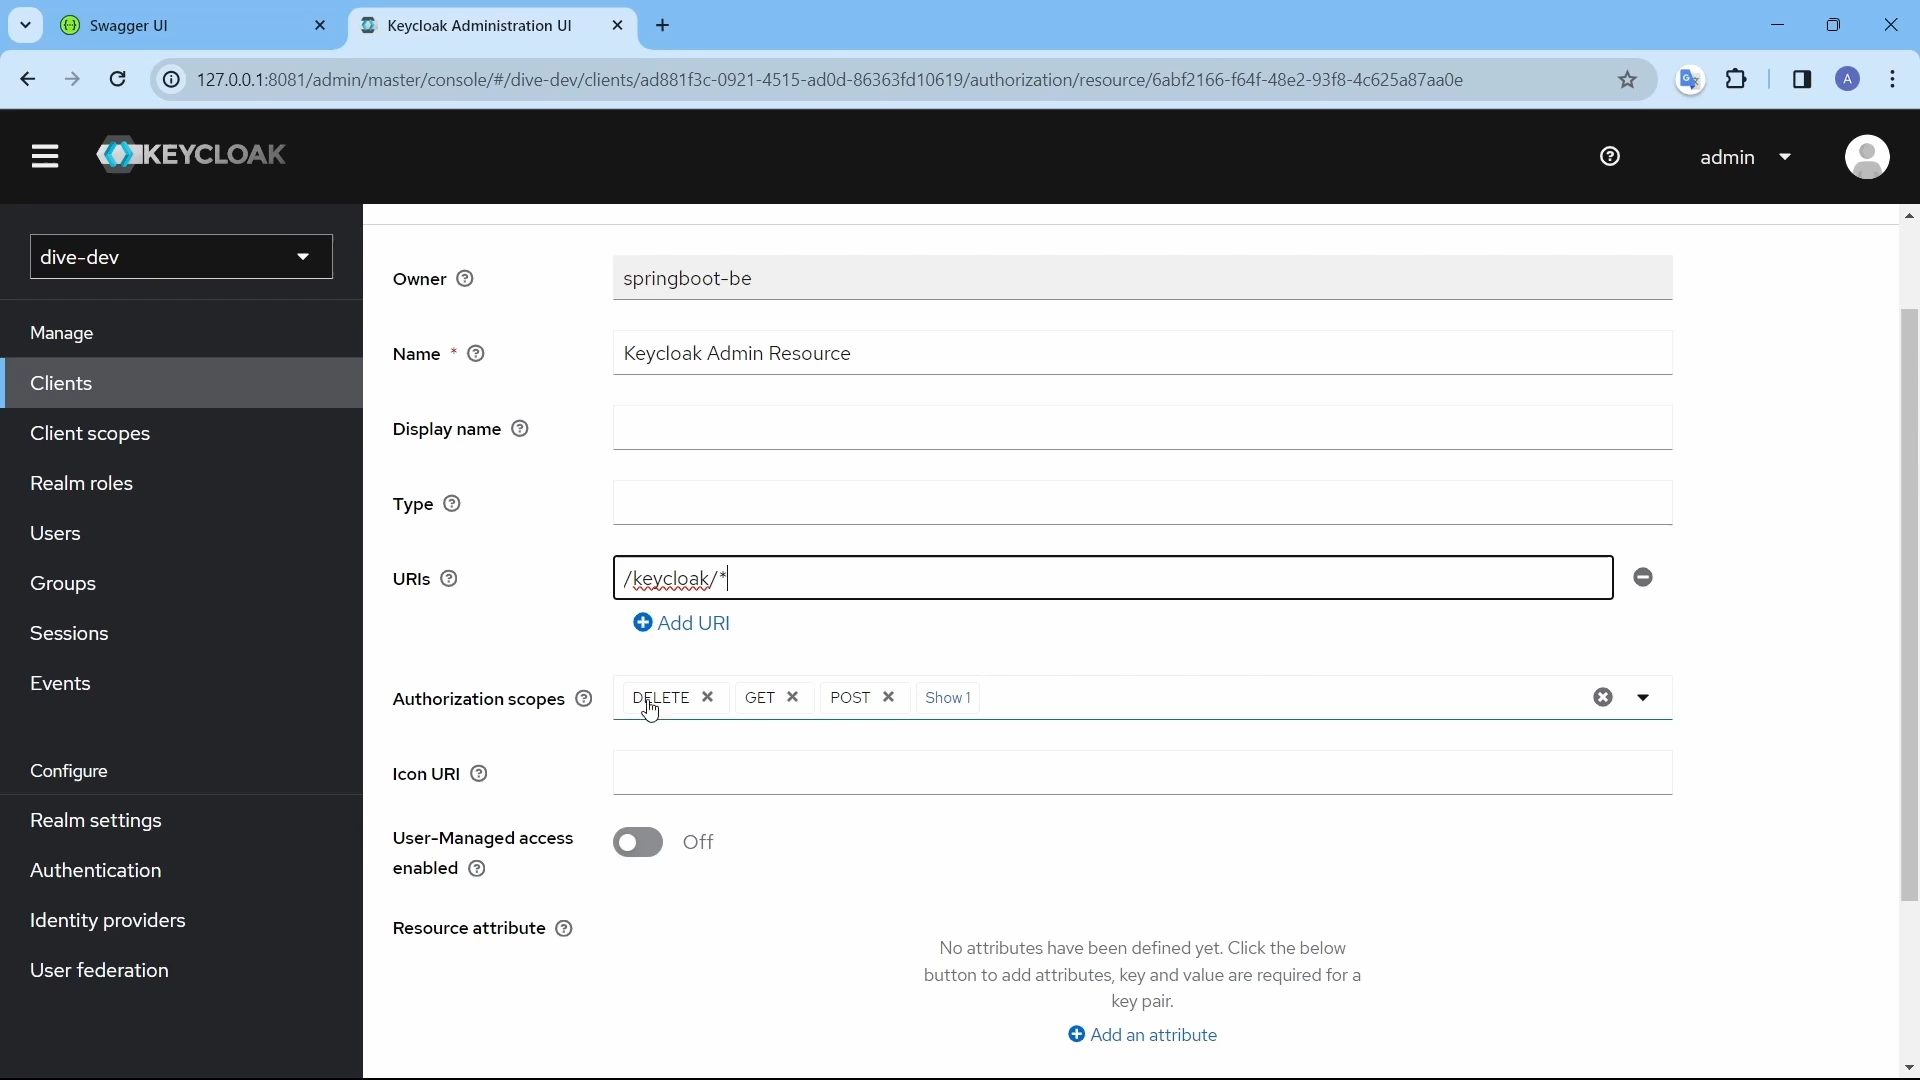 Swagger UI
Keycloak Administration UI
127.0.0.1:8081/admin/master/console/#/dive-dev/clients/ad881f3c-0921-4515-ad0d-86363fd10619/authorization/resource/6abf2166-f64f-48e2-93f8-4c625a87aa0e
A
KEYCLOAK
admin
dive-dev
Manage
Clients
Client scopes
Realm roles
Users
Groups
Sessions
Events
Configure
Realm settings
Authentication
Identity providers
User federation
Owner
springboot-be
Name *
Keycloak Admin Resource
Display name
Type
URIs
/keycloak/*
Add URI
Authorization scopes
DELETE GET POST Show 1
Icon URI
User-Managed access
enabled
Off
Resource attribute
No attributes have been defined yet. Click the below
button to add attributes, key and value are required for a
key pair.
Add an attribute